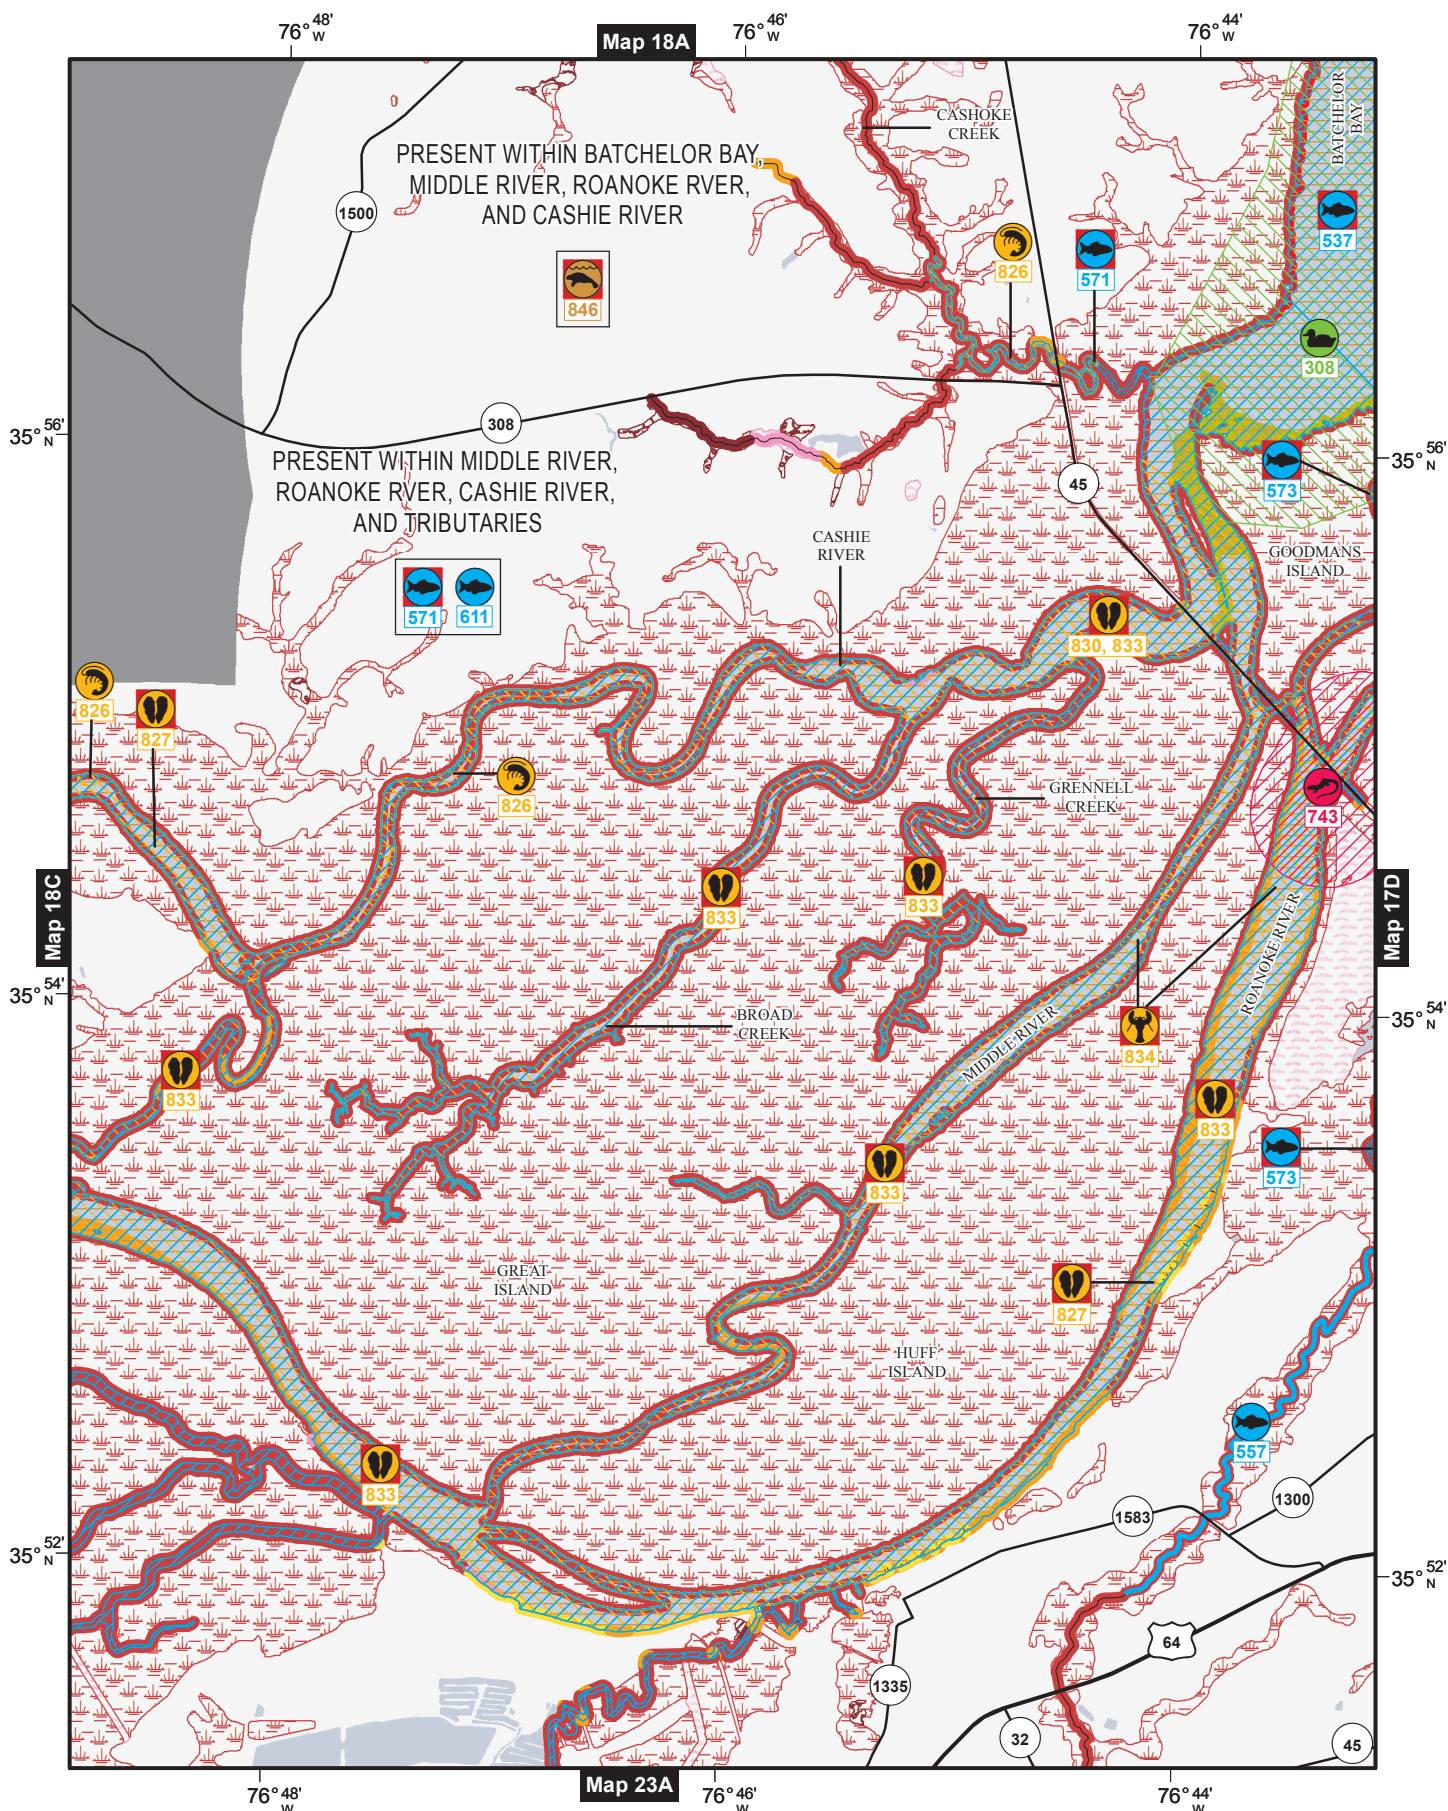 76° 48' W
76° 46' W
76° 44' W
Map 18A
CASHOKE
CREEK
BATCHELOR
BAY
PRESENT WITHIN BATCHELOR BAY,
MIDDLE RIVER, ROANOKE RVER,
AND CASHIE RIVER
1500
846
826
571
537
308
308
35° 56' N
35° 56' N
573
45
PRESENT WITHIN MIDDLE RIVER,
ROANOKE RVER, CASHIE RIVER,
AND TRIBUTARIES
571
611
CASHIE
RIVER
GOODMANS
ISLAND
830, 833
826
827
826
GRENNELL
CREEK
743
833
833
Map 18C
Map 17D
ROANOKE RIVER
35° 54' N
35° 54' N
BROAD
CREEK
MIDDLE RIVER
834
833
833
573
833
GREAT
ISLAND
827
HUFF
ISLAND
557
833
1583
1300
35° 52' N
35° 52' N
64
1335
32
45
Map 23A
76° 48' W
76° 46' W
76° 44' W